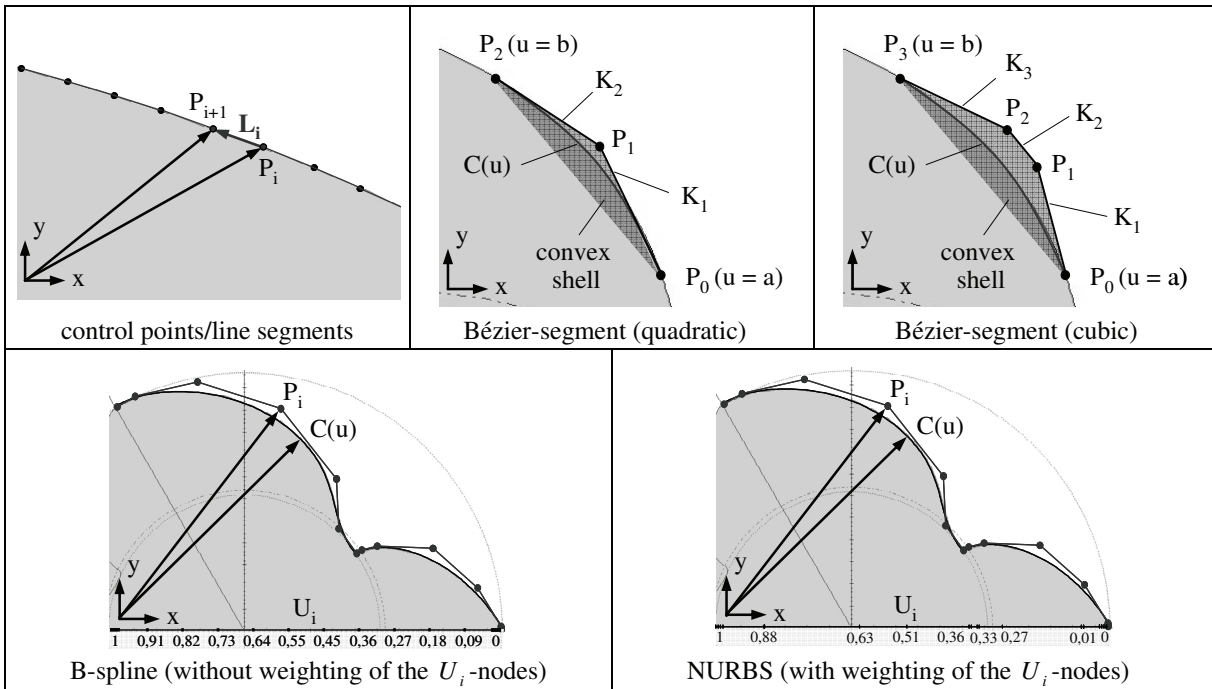 P_{i+1}
L_i
P_i
y
x
control points/line segments
P_2 (u = b)
K_2
P_1
C(u)
K_1
convex
shell
y
x
P_0 (u = a)
Bézier-segment (quadratic)
P_3 (u = b)
K_3
P_2
K_2
C(u)
P_1
K_1
convex
shell
y
x
P_0 (u = a)
Bézier-segment (cubic)
P_i
C(u)
y
x
U_i
1 0,91 0,82 0,73 0,64 0,55 0,45 0,36 0,27 0,18 0,09 0
B-spline (without weighting of the U_i-nodes)
P_i
C(u)
y
x
U_i
1 0,88 0,63 0,51 0,36 0,33 0,27 0,01 0
NURBS (with weighting of the U_i-nodes)